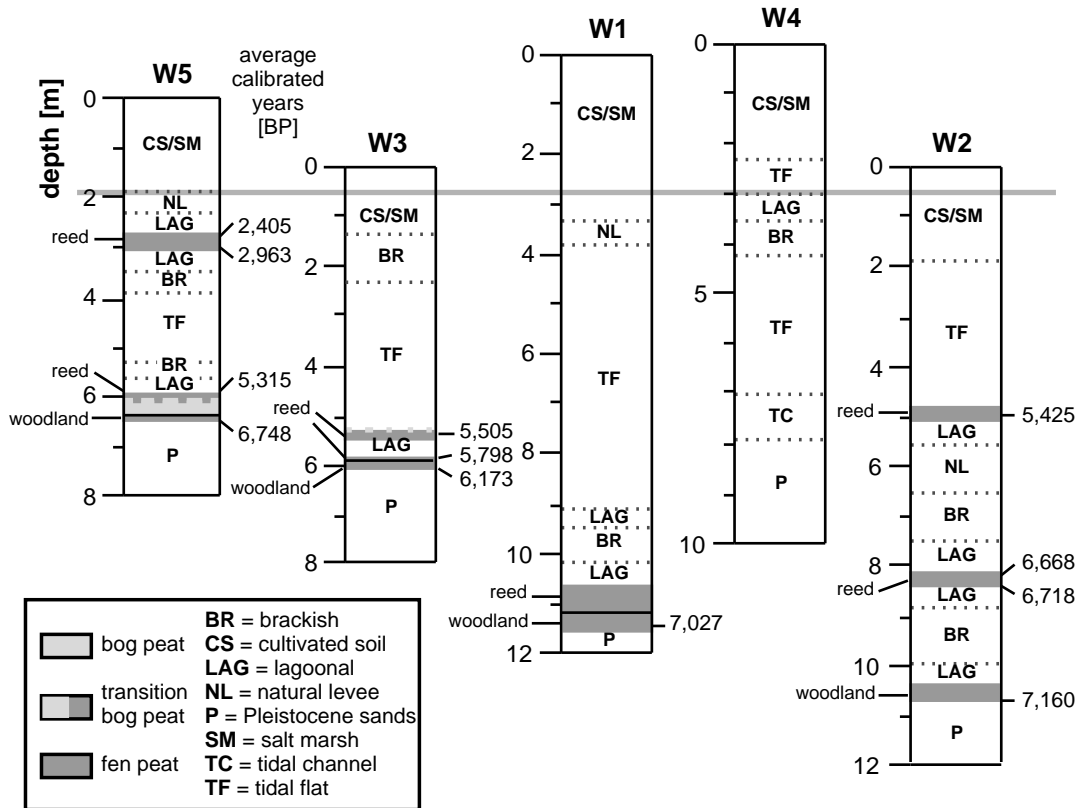 depth [m]
average
calibrated
years
[BP]
W5
0
2
4
6
8
CS/SM
NL
LAG
LAG
BR
TF
BR
LAG
P
reed
reed
woodland
2,405
2,963
5,315
6,748
W3
0
2
4
6
8
CS/SM
BR
TF
LAG
P
reed
woodland
5,505
5,798
6,173
W1
0
2
4
6
8
10
12
CS/SM
NL
TF
LAG
BR
LAG
P
reed
woodland
7,027
W4
0
5
10
CS/SM
TF
LAG
BR
TF
TC
P
W2
0
2
4
6
8
10
12
CS/SM
TF
LAG
NL
BR
LAG
LAG
BR
LAG
P
reed
reed
woodland
5,425
6,668
6,718
7,160
bog peat
transition
bog peat
fen peat
BR = brackish
CS = cultivated soil
LAG = lagoonal
NL = natural levee
P = Pleistocene sands
SM = salt marsh
TC = tidal channel
TF = tidal flat